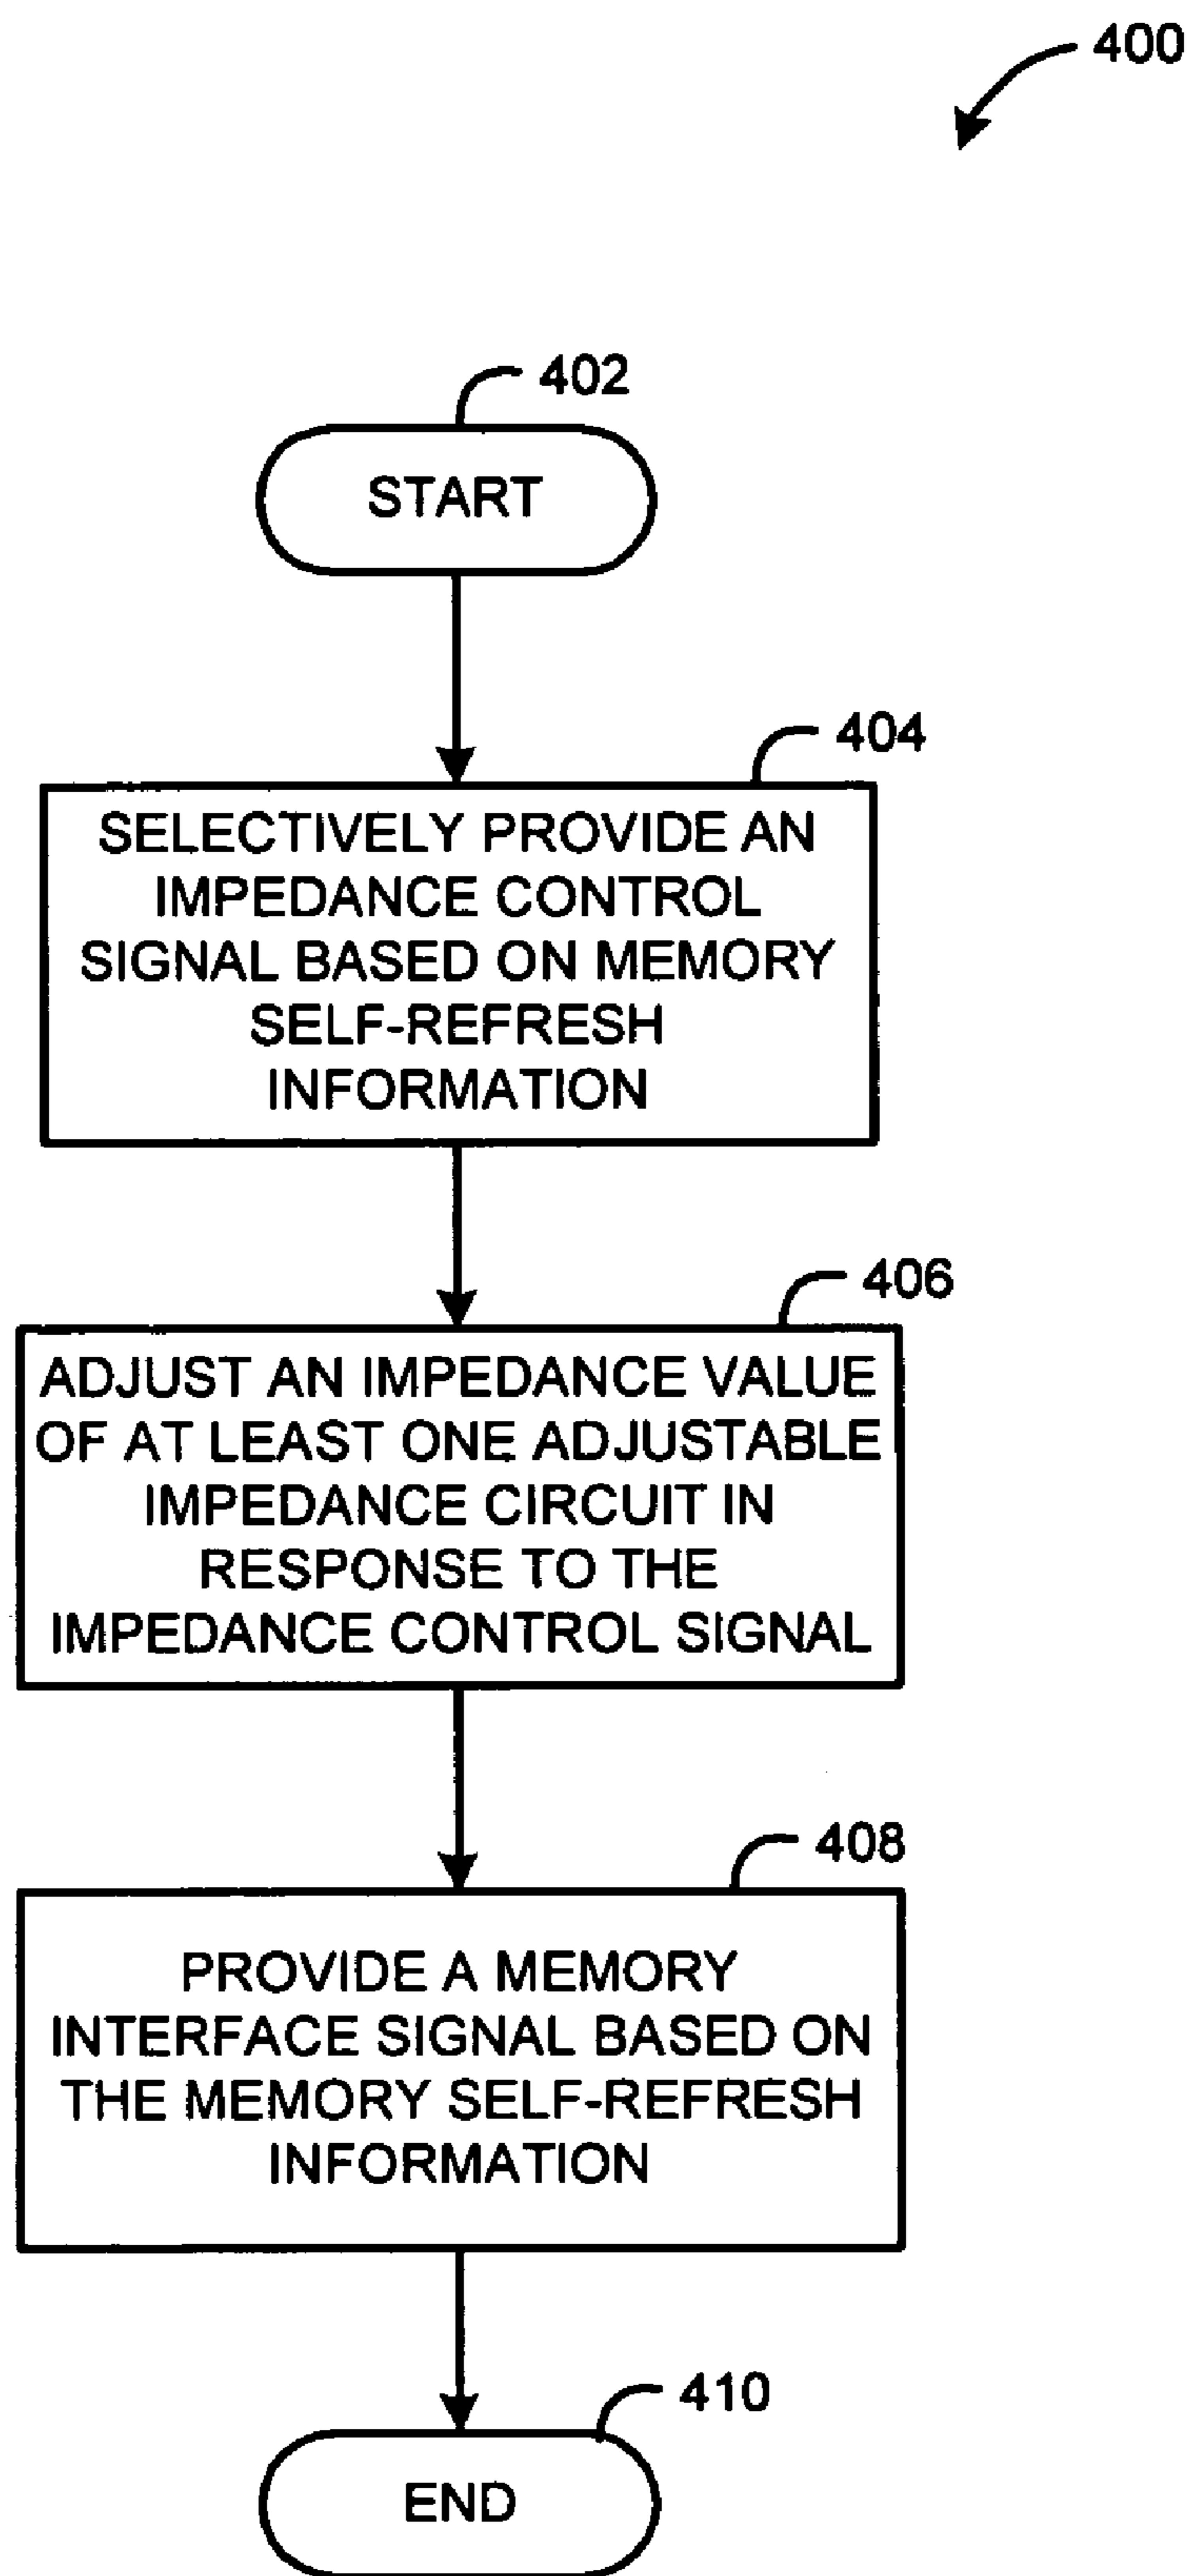 400
402
START
404
SELECTIVELY PROVIDE AN
IMPEDANCE CONTROL
SIGNAL BASED ON MEMORY
SELF-REFRESH
INFORMATION
406
ADJUST AN IMPEDANCE VALUE
OF AT LEAST ONE ADJUSTABLE
IMPEDANCE CIRCUIT IN
RESPONSE TO THE
IMPEDANCE CONTROL SIGNAL
408
PROVIDE A MEMORY
INTERFACE SIGNAL BASED ON
THE MEMORY SELF-REFRESH
INFORMATION
410
END